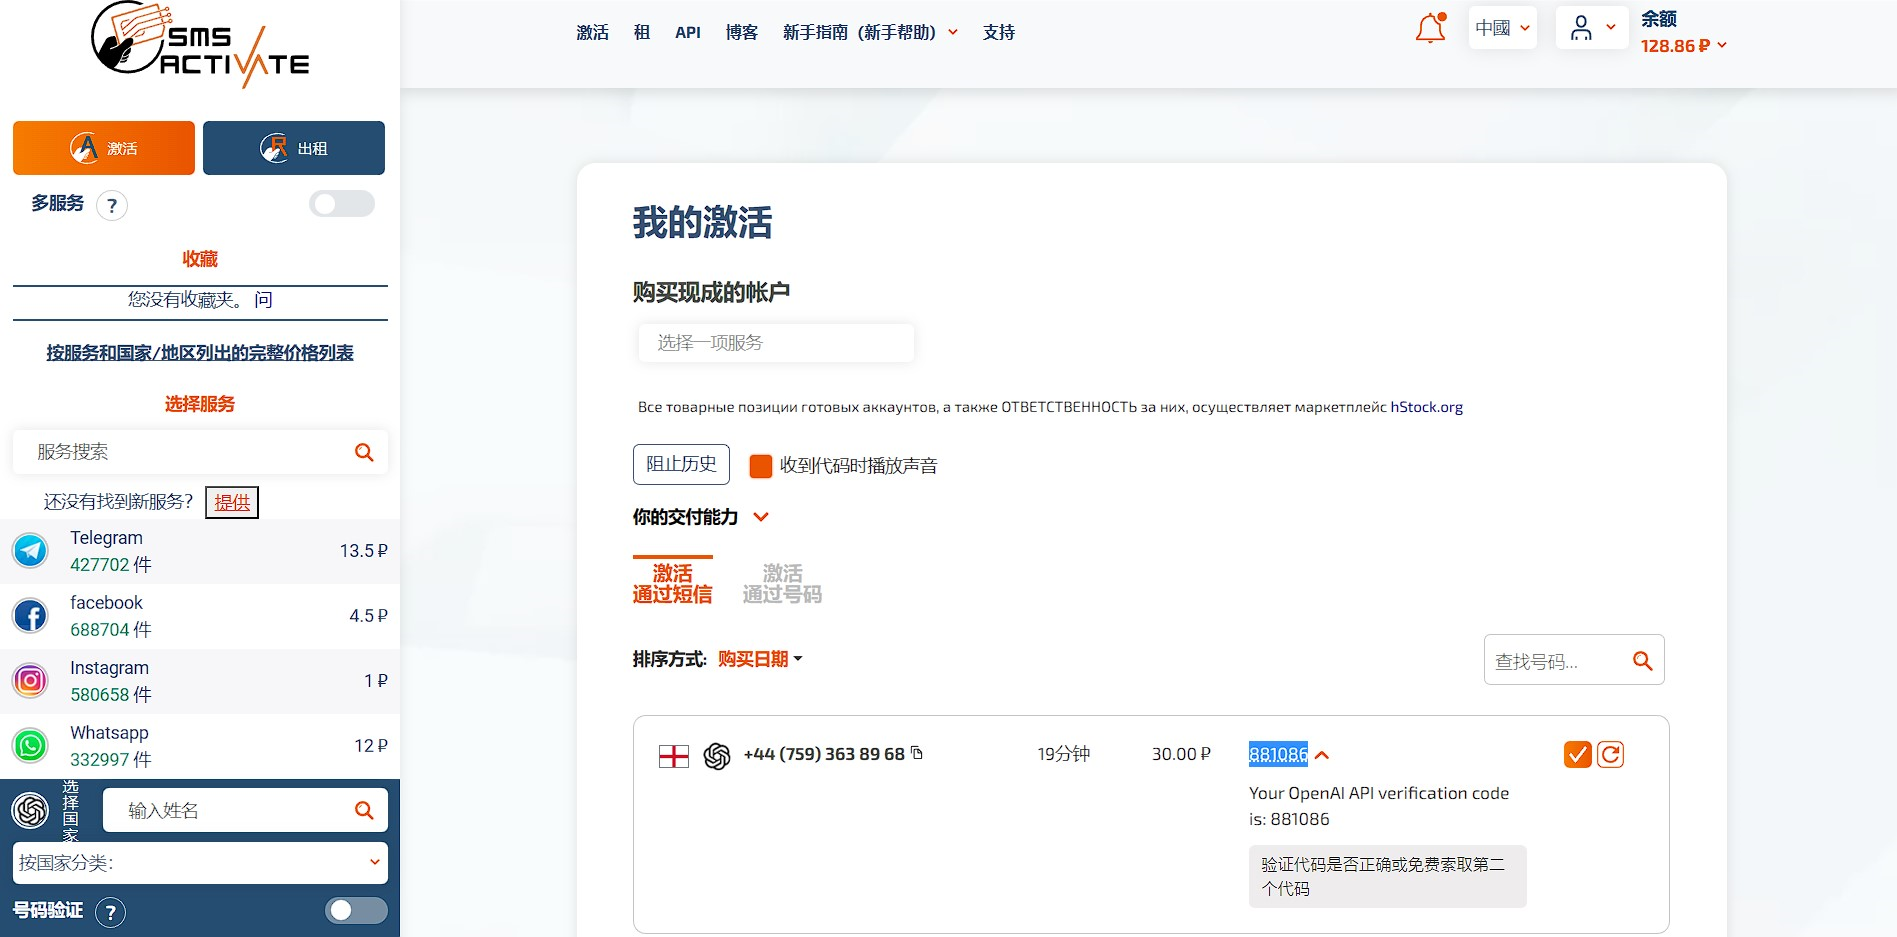 SMS
ACTIVATE
激活
租
API
博客
新手指南（新手帮助）
支持
中國
余额
128.86 ₽
激活
出租
多服务
?
收藏
您没有收藏夹。 问
按服务和国家/地区列出的完整价格列表
选择服务
服务搜索
还没有找到新服务？ 提供
Telegram
427702 件
13.5 ₽
facebook
688704 件
4.5 ₽
Instagram
580658 件
1 ₽
Whatsapp
332997 件
12 ₽
选择国家
输入姓名
按国家分类：
号码验证
?
我的激活
购买现成的帐户
选择一项服务
Все товарные позиции готовых аккаунтов, а также ОТВЕТСТВЕННОСТЬ за них, осуществляет маркетплейс hStock.org
阻止历史
收到代码时播放声音
你的交付能力
激活
通过短信
激活
通过号码
排序方式: 购买日期
查找号码...
+44 (759) 363 89 68
19分钟
30.00 ₽
881086
Your OpenAI API verification code
is: 881086
验证代码是否正确或免费索取第二
个代码